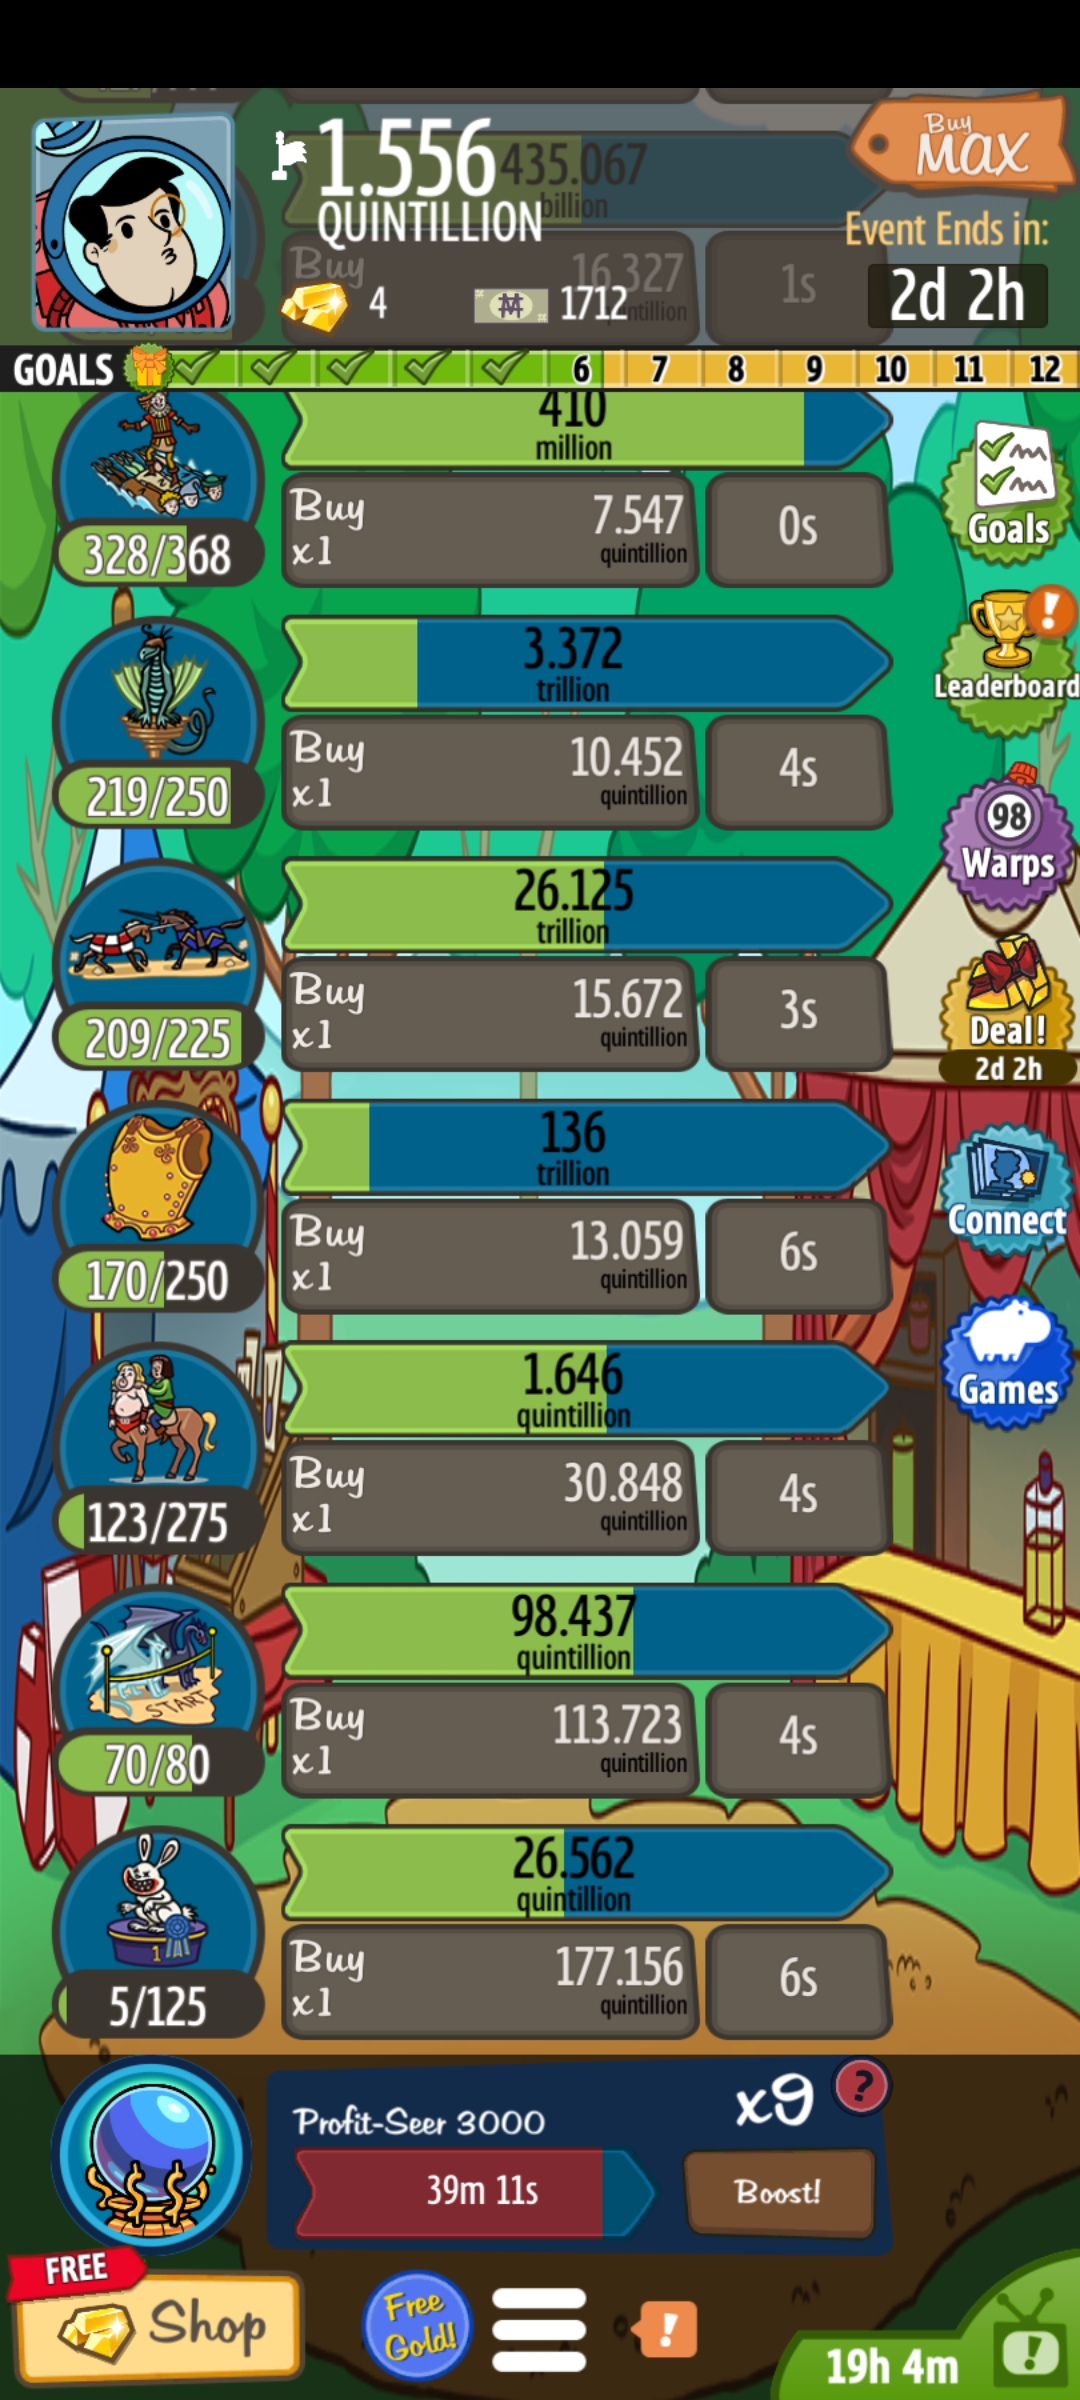 1.556
QUINTILLION
435.067
billion
Buy
MAX
Event Ends in:
2d 2h
Buy
16.327
1s
4
1712
GOALS 6 7 8 9 10 11 12
410
million
Buy
x1
7.547
quintillion
0s
328/368
Goals
3.372
trillion
Buy
x1
10.452
quintillion
4s
219/250
!
Leaderboard
98
Warps
26.125
trillion
Buy
x1
15.672
quintillion
3s
209/225
Deal!
2d 2h
136
trillion
Buy
x1
13.059
quintillion
6s
170/250
Connect
1.646
quintillion
Buy
x1
30.848
quintillion
4s
123/275
Games
98.437
quintillion
Buy
x1
113.723
quintillion
4s
START
70/80
26.562
quintillion
Buy
x1
177.156
quintillion
6s
1
5/125
Profit-Seer 3000
x9
?
39m 11s
Boost!
FREE
Shop
Free
Gold!
!
19h 4m
!